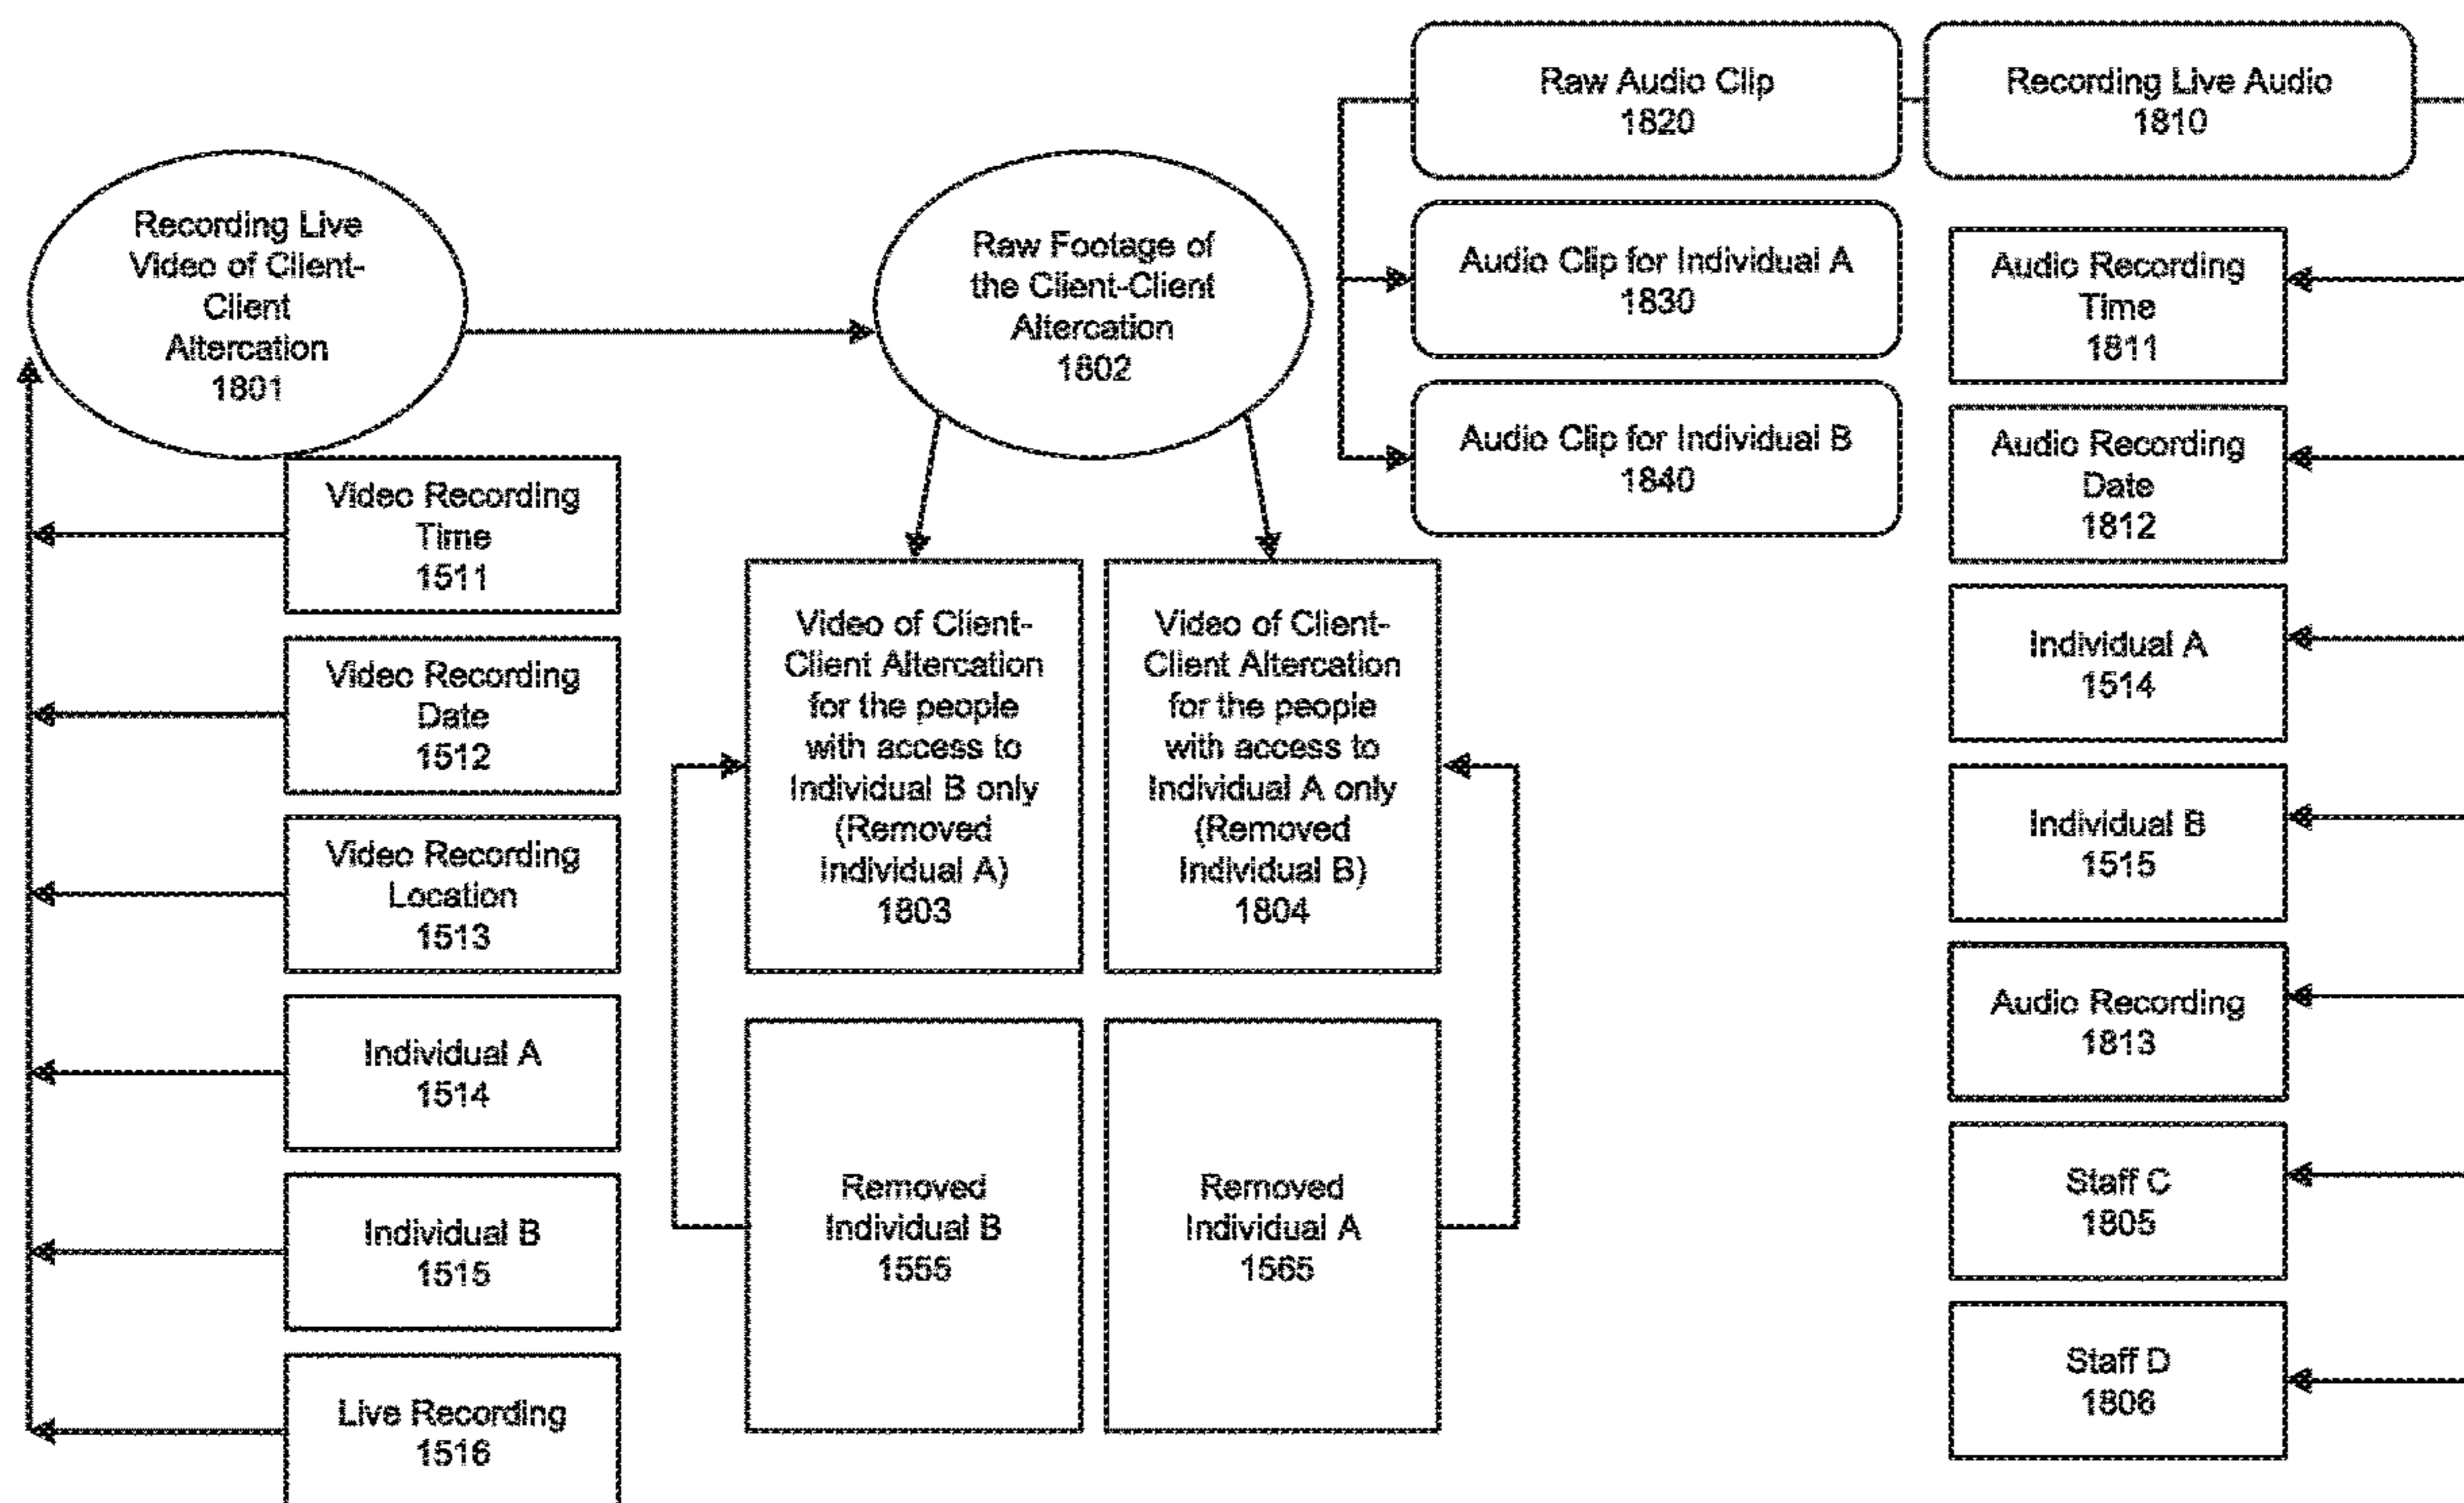 Raw Audio Clip
1820
Recording Live Audio
1810
Recording Live
Video of Client-
Client
Altercation
1801
Raw Footage of
the Client-Client
Altercation
1802
Audio Clip for Individual A
1830
Audio Clip for Individual B
1840
Video Recording
Time
1511
Video Recording
Date
1512
Video Recording
Location
1513
Individual A
1514
Individual B
1515
Live Recording
1516
Video of Client-
Client Altercation
for the people
with access to
Individual B only
(Removed
Individual A)
1803
Video of Client-
Client Altercation
for the people
with access to
Individual A only
(Removed
Individual B)
1804
Removed
Individual B
1555
Removed
Individual A
1565
Audio Recording
Time
1811
Audio Recording
Date
1812
Individual A
1514
Individual B
1515
Audio Recording
1813
Staff C
1805
Staff D
1806